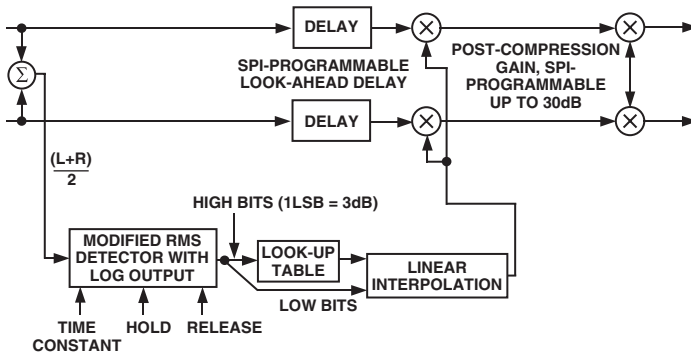 DELAY
SPI-PROGRAMMABLE
LOOK-AHEAD DELAY
POST-COMPRESSION
GAIN, SPI-
PROGRAMMABLE
UP TO 30dB
Σ
DELAY
(L+R)
2
HIGH BITS (1LSB = 3dB)
MODIFIED RMS
DETECTOR WITH
LOG OUTPUT
LOOK-UP
TABLE
LINEAR
INTERPOLATION
LOW BITS
TIME
CONSTANT
HOLD
RELEASE